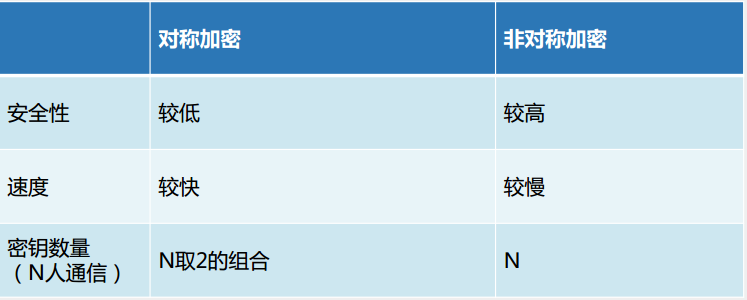 对称加密 非对称加密
安全性 较低 较高
速度 较快 较慢
密钥数量
（N人通信） N取2的组合 N